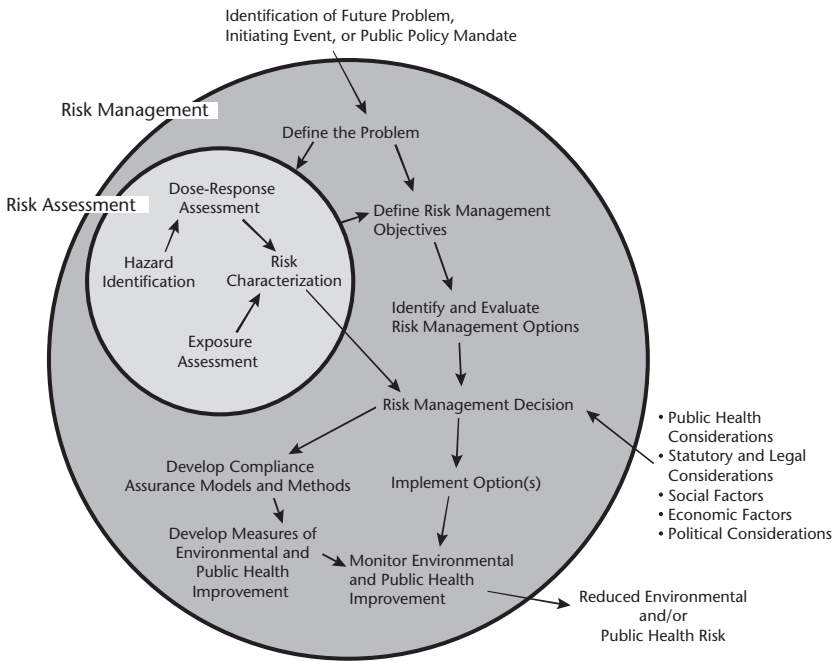 Identification of Future Problem,
Initiating Event, or Public Policy Mandate
Risk Management
Define the Problem
Risk Assessment
Dose-Response
Assessment
Define Risk Management
Objectives
Hazard
Identification
Risk
Characterization
Identify and Evaluate
Risk Management Options
Exposure
Assessment
Risk Management Decision
• Public Health
Considerations
• Statutory and Legal
Considerations
• Social Factors
• Economic Factors
• Political Considerations
Develop Compliance
Assurance Models and Methods
Implement Option(s)
Develop Measures of
Environmental and
Public Health
Improvement
Monitor Environmental
and Public Health
Improvement
Reduced Environmental
and/or
Public Health Risk